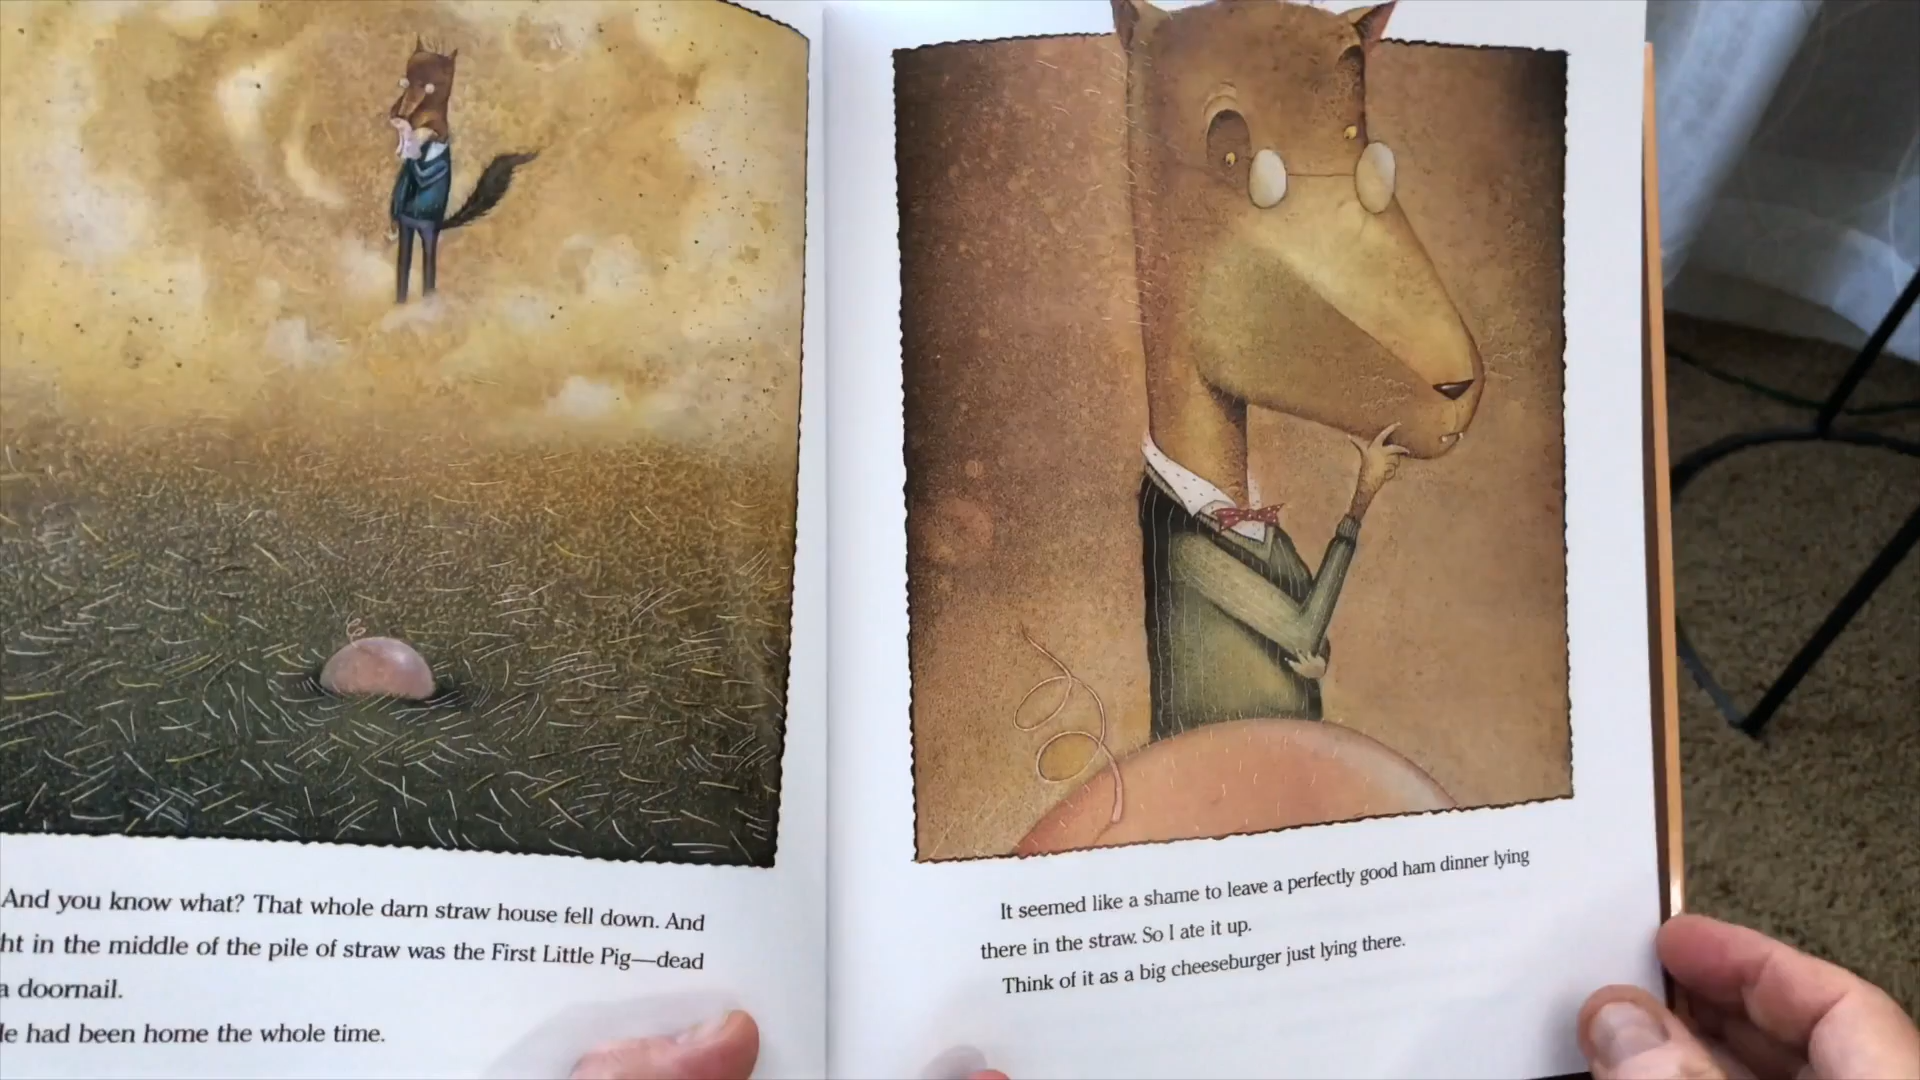 And you know what? That whole darn straw house fell down. And
ht in the middle of the pile of straw was the First Little Pig—dead
a doornail.
le had been home the whole time.
It seemed like a shame to leave a perfectly good ham dinner lying
there in the straw. So I ate it up.
Think of it as a big cheeseburger just lying there.